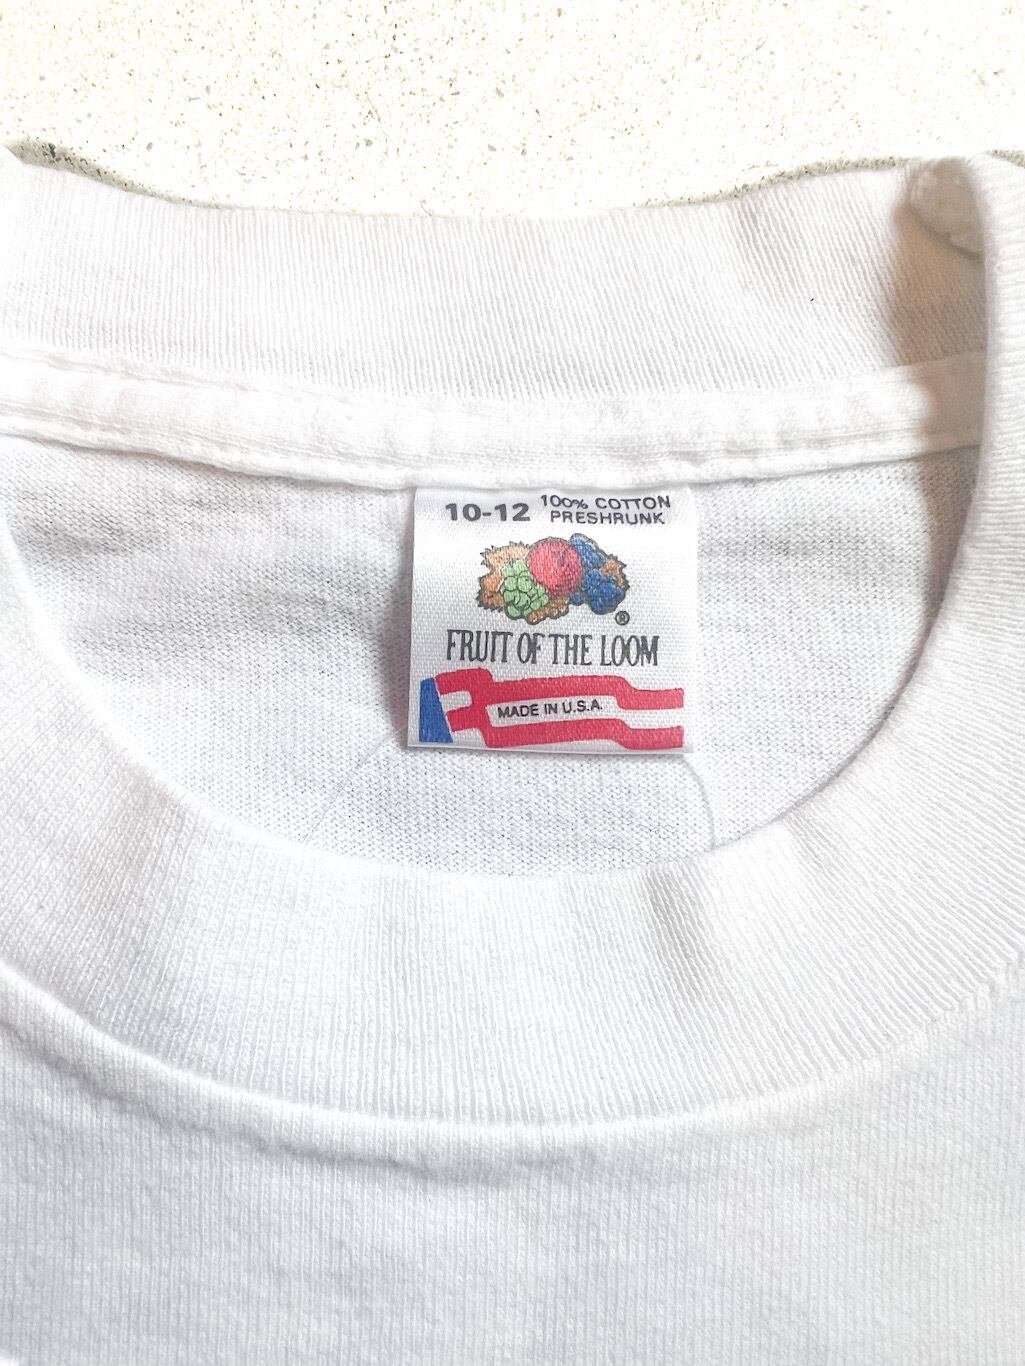 10-12 100% COTTON
PRESHRUNK
®
FRUIT OF THE LOOM
MADE IN U.S.A.